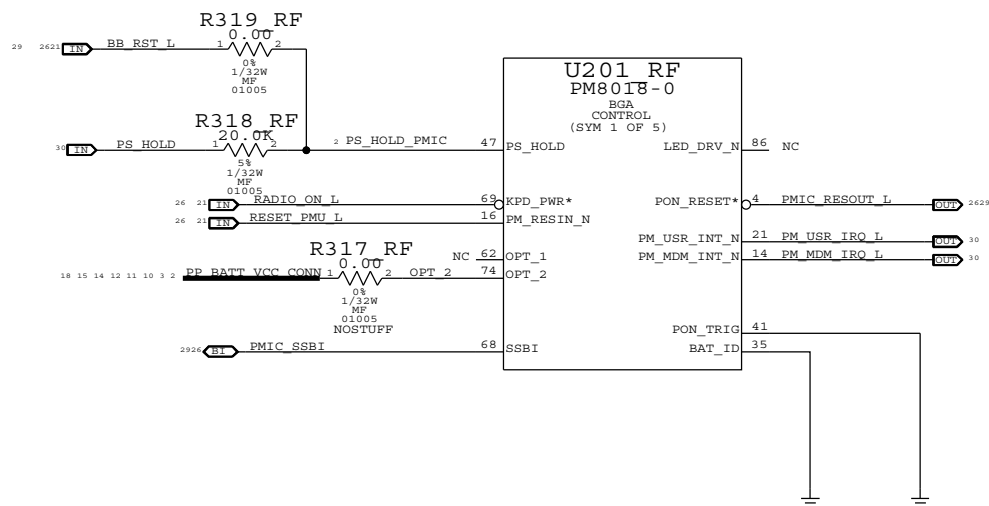 R319_RF
0.00
29 2621 IN BB_RST_L 1 2
0%
1/32W
MF
01005
U201_RF
PM8018-0
BGA
CONTROL
(SYM 1 OF 5)
R318_RF
20.0K
30 IN PS_HOLD 1 2 2 PS_HOLD_PMIC 47 PS_HOLD
LED_DRV_N 86 NC
5%
1/32W
MF
01005
26 21 IN RADIO_ON_L 69 KPD_PWR*
PON_RESET* 4 PMIC_RESOUT_L OUT 2629
26 21 IN RESET_PMU_L 16 PM_RESIN_N
PM_USR_INT_N 21 PM_USR_IRQ_L OUT 30
R317_RF
0.00
NC 62 OPT_1
PM_MDM_INT_N 14 PM_MDM_IRQ_L OUT 30
18 15 14 12 11 10 3 2 PP_BATT_VCC_CONN 1 2 OPT_2 74 OPT_2
0%
1/32W
MF
01005
NOSTUFF
PON_TRIG 41
2926 BI PMIC_SSBI 68 SSBI
BAT_ID 35